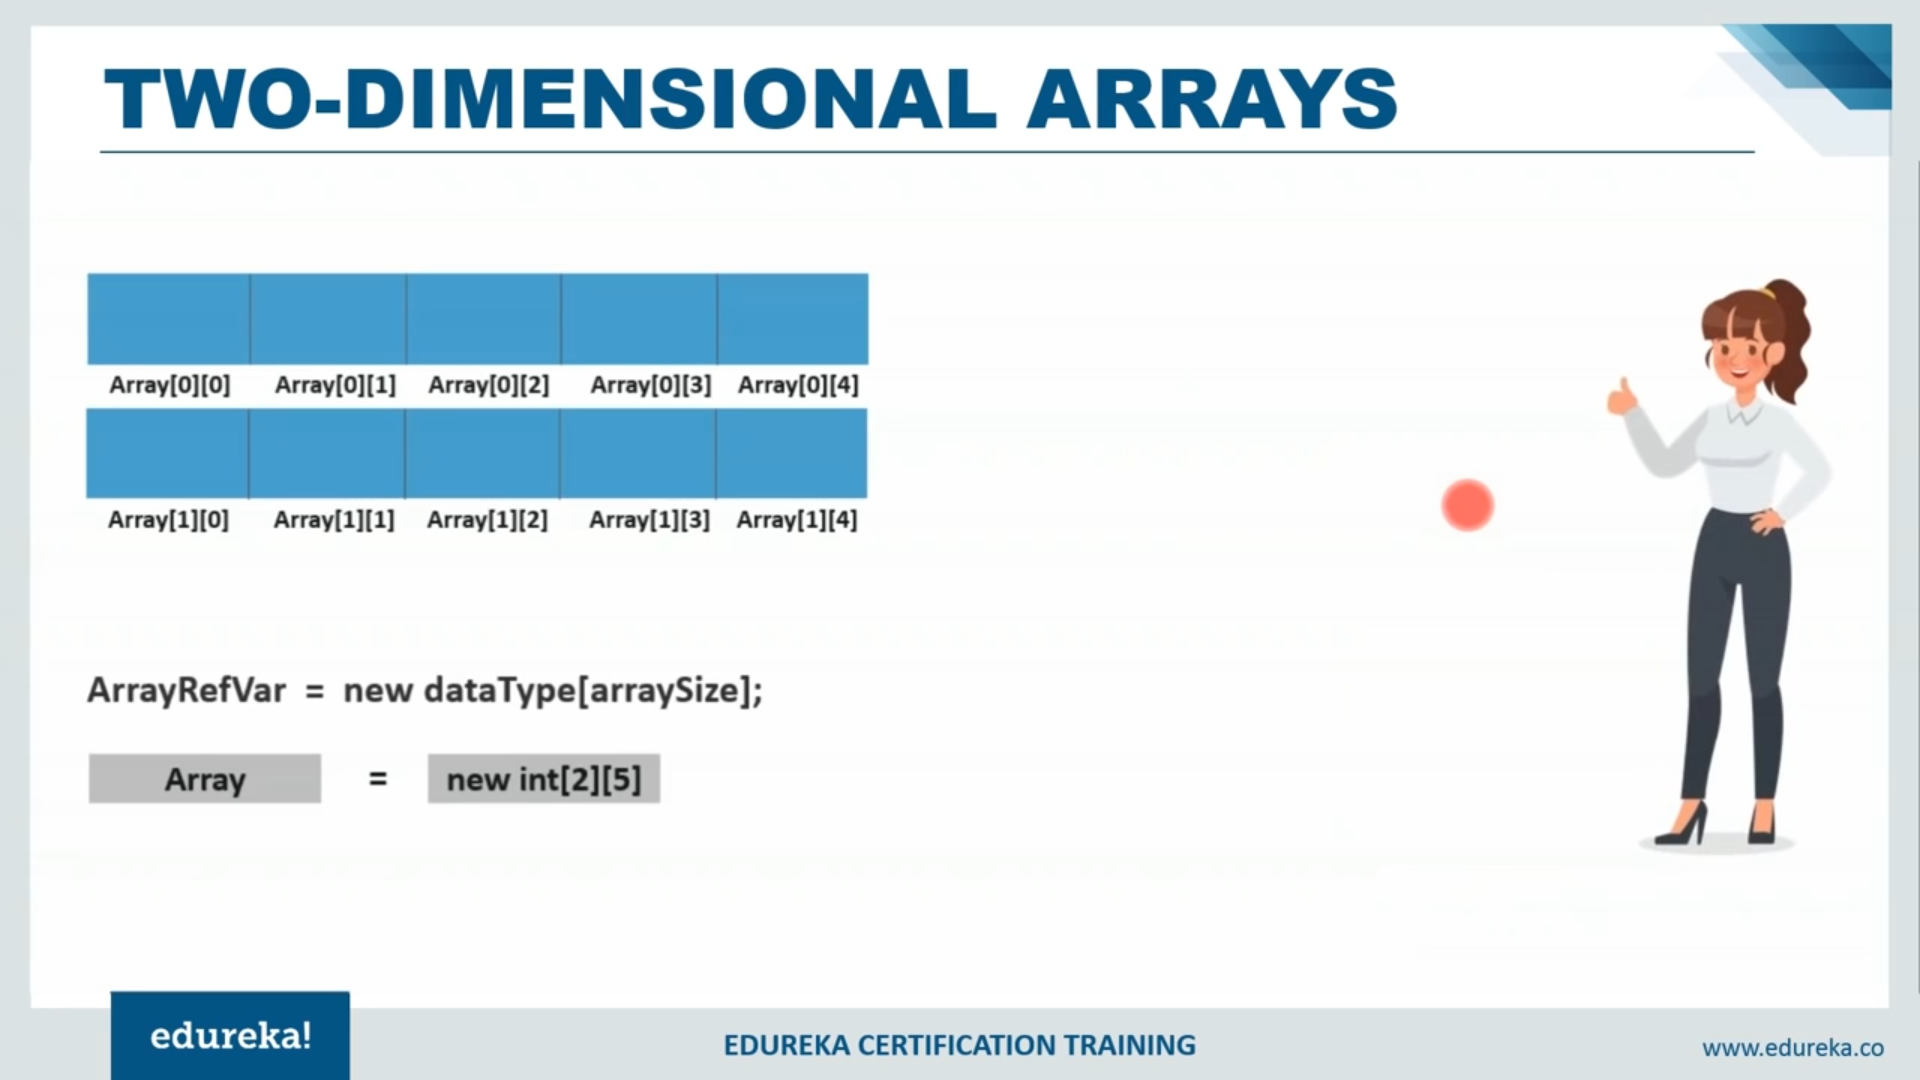 TWO-DIMENSIONAL ARRAYS
Array[0][0] Array[0][1] Array[0][2] Array[0][3] Array[0][4]
Array[1][0] Array[1][1] Array[1][2] Array[1][3] Array[1][4]
ArrayRefVar = new dataType[arraySize];
Array = new int[2][5]
edureka!
EDUREKA CERTIFICATION TRAINING
www.edureka.co